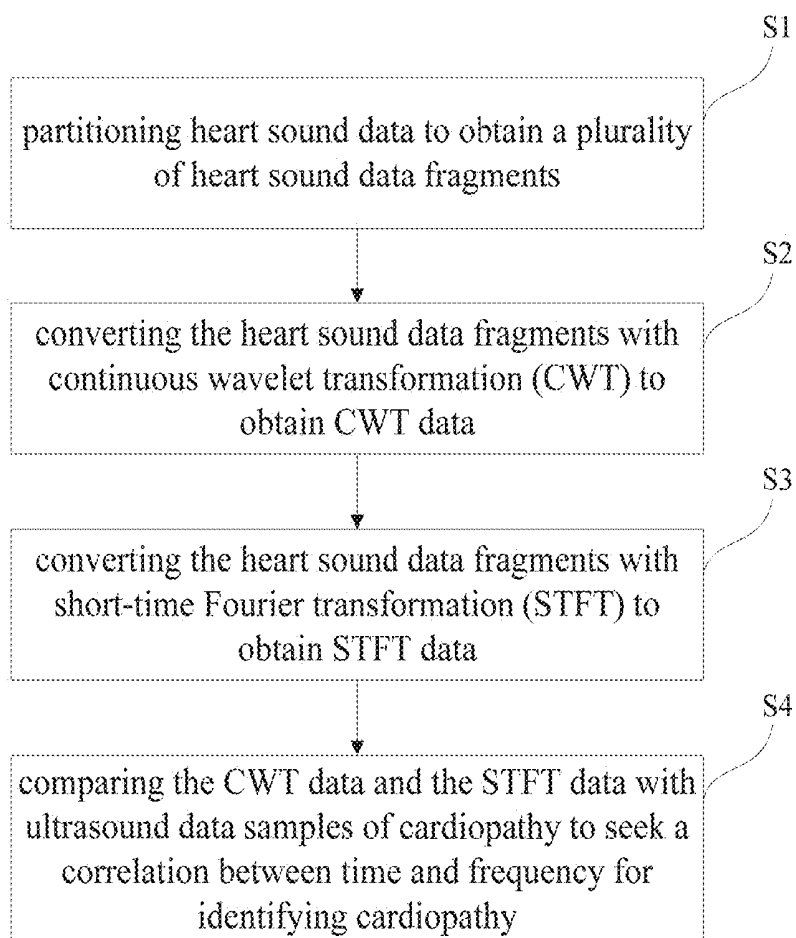 S1
partitioning heart sound data to obtain a plurality
of heart sound data fragments
S2
converting the heart sound data fragments with
continuous wavelet transformation (CWT) to
obtain CWT data
S3
converting the heart sound data fragments with
short-time Fourier transformation (STFT) to
obtain STFT data
S4
comparing the CWT data and the STFT data with
ultrasound data samples of cardiopathy to seek a
correlation between time and frequency for
identifying cardiopathy